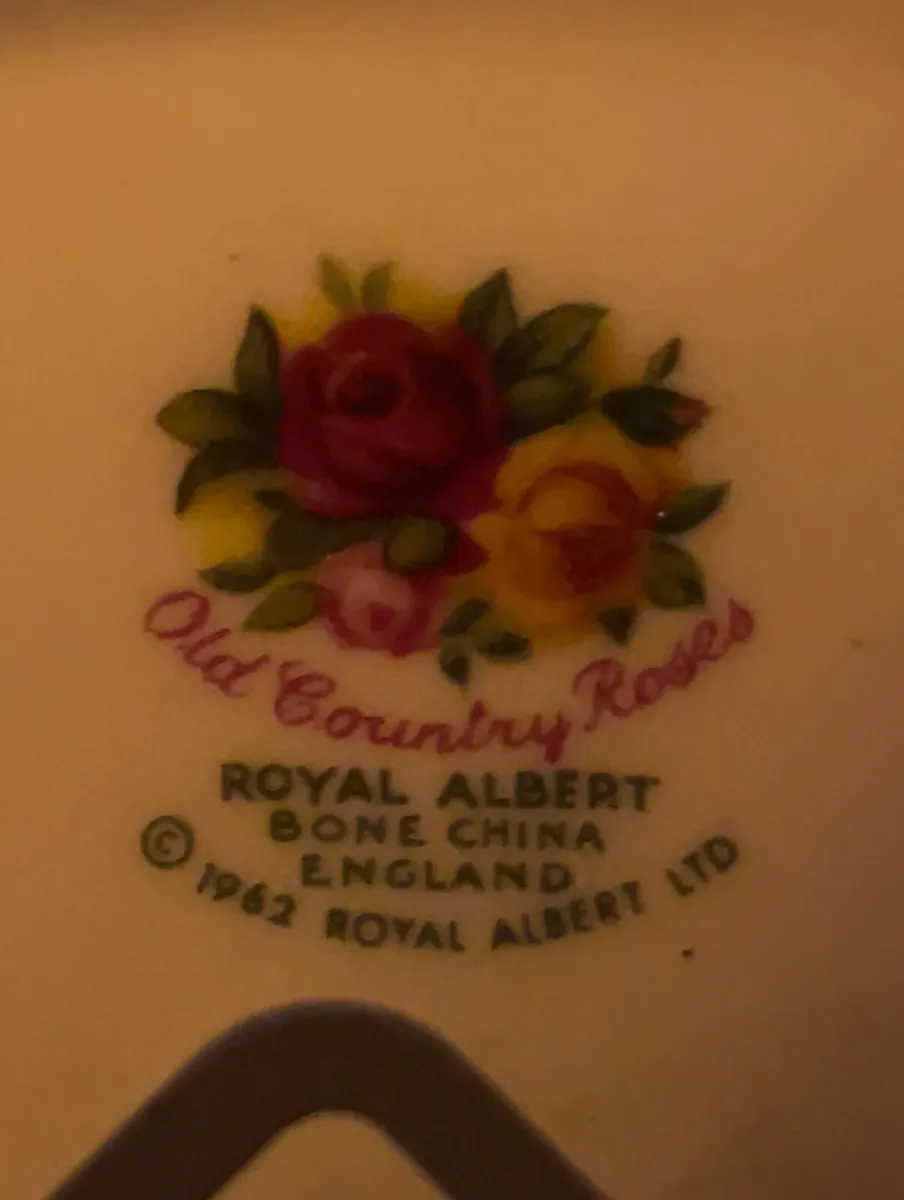 Old Country Roses
ROYAL ALBERT
BONE CHINA
ENGLAND
© 1962 ROYAL ALBERT LTD